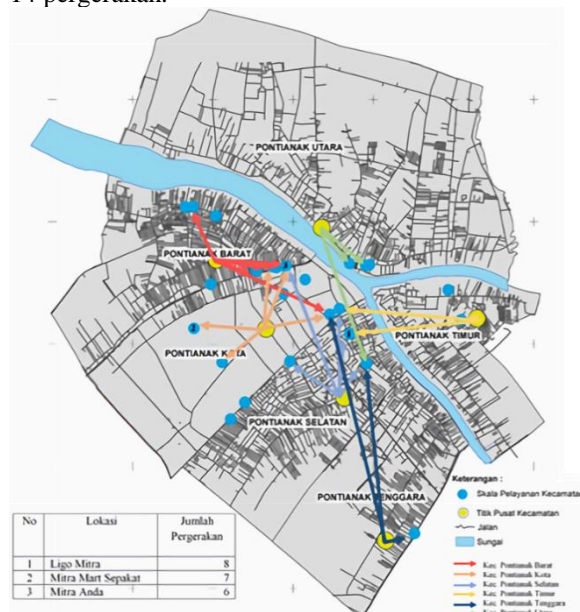 14 pergerakan.
PONTIANAK UTARA
PONTIANAK BARAT
3
2
PONTIANAK KOTA
PONTIANAK TIMUR
PONTIANAK SELATAN
PONTIANAK TENGGARA
Keterangan :
Skala Pelayanan Kecamatan
Titik Pusat Kecamatan
Jalan
Sungai
Kec. Pontianak Barat
Kec. Pontianak Kota
Kec. Pontianak Selatan
Kec. Pontianak Timur
Kec. Pontianak Tenggara
No Lokasi Jumlah Pergerakan
1 Ligo Mitra 8
2 Mitra Mart Sepakat 7
3 Mitra Anda 6